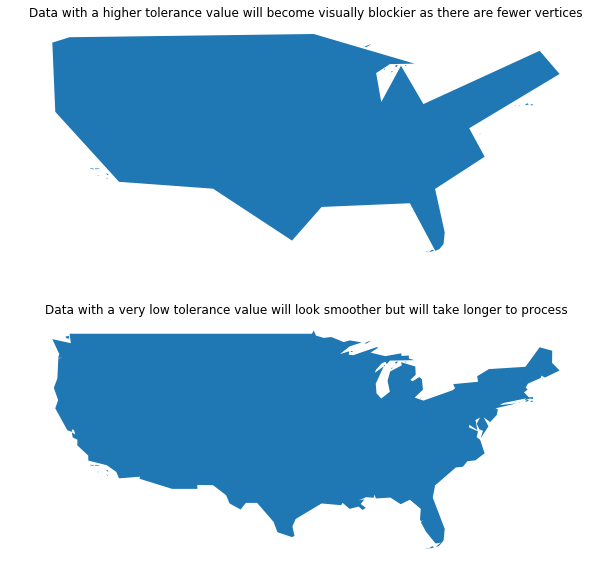 Data with a higher tolerance value will become visually blockier as there are fewer vertices
Data with a very low tolerance value will look smoother but will take longer to process